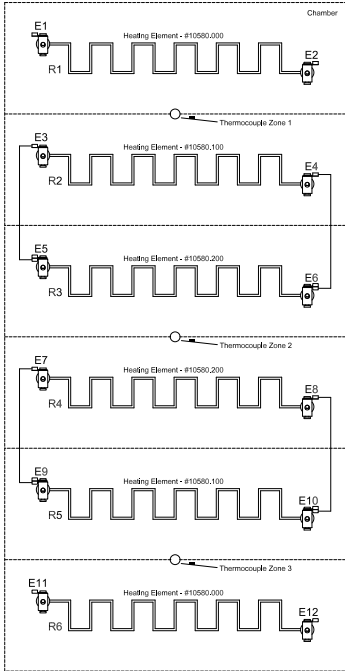 Chamber
E1
Heating Element - #10580.000
E2
R1
Thermocouple Zone 1
E3
Heating Element - #10580.100
E4
R2
E5
Heating Element - #10580.200
E6
R3
Thermocouple Zone 2
E7
Heating Element - #10580.200
E8
R4
E9
Heating Element - #10580.100
E10
R5
Thermocouple Zone 3
E11
Heating Element - #10580.000
E12
R6